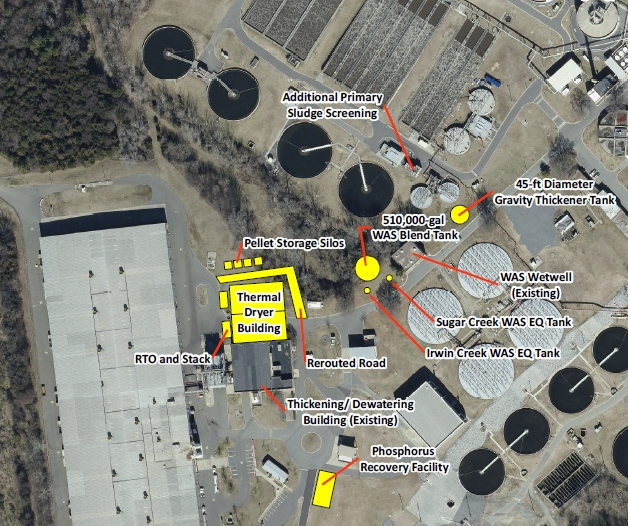 Additional Primary
Sludge Screening
45-ft Diameter
Gravity Thickener Tank
510,000-gal
WAS Blend Tank
Pellet Storage Silos
WAS Wetwell
(Existing)
Thermal
Dryer
Building
Sugar Creek WAS EQ Tank
Irwin Creek WAS EQ Tank
RTO and Stack
Rerouted Road
Thickening/ Dewatering
Building (Existing)
Phosphorus
Recovery Facility